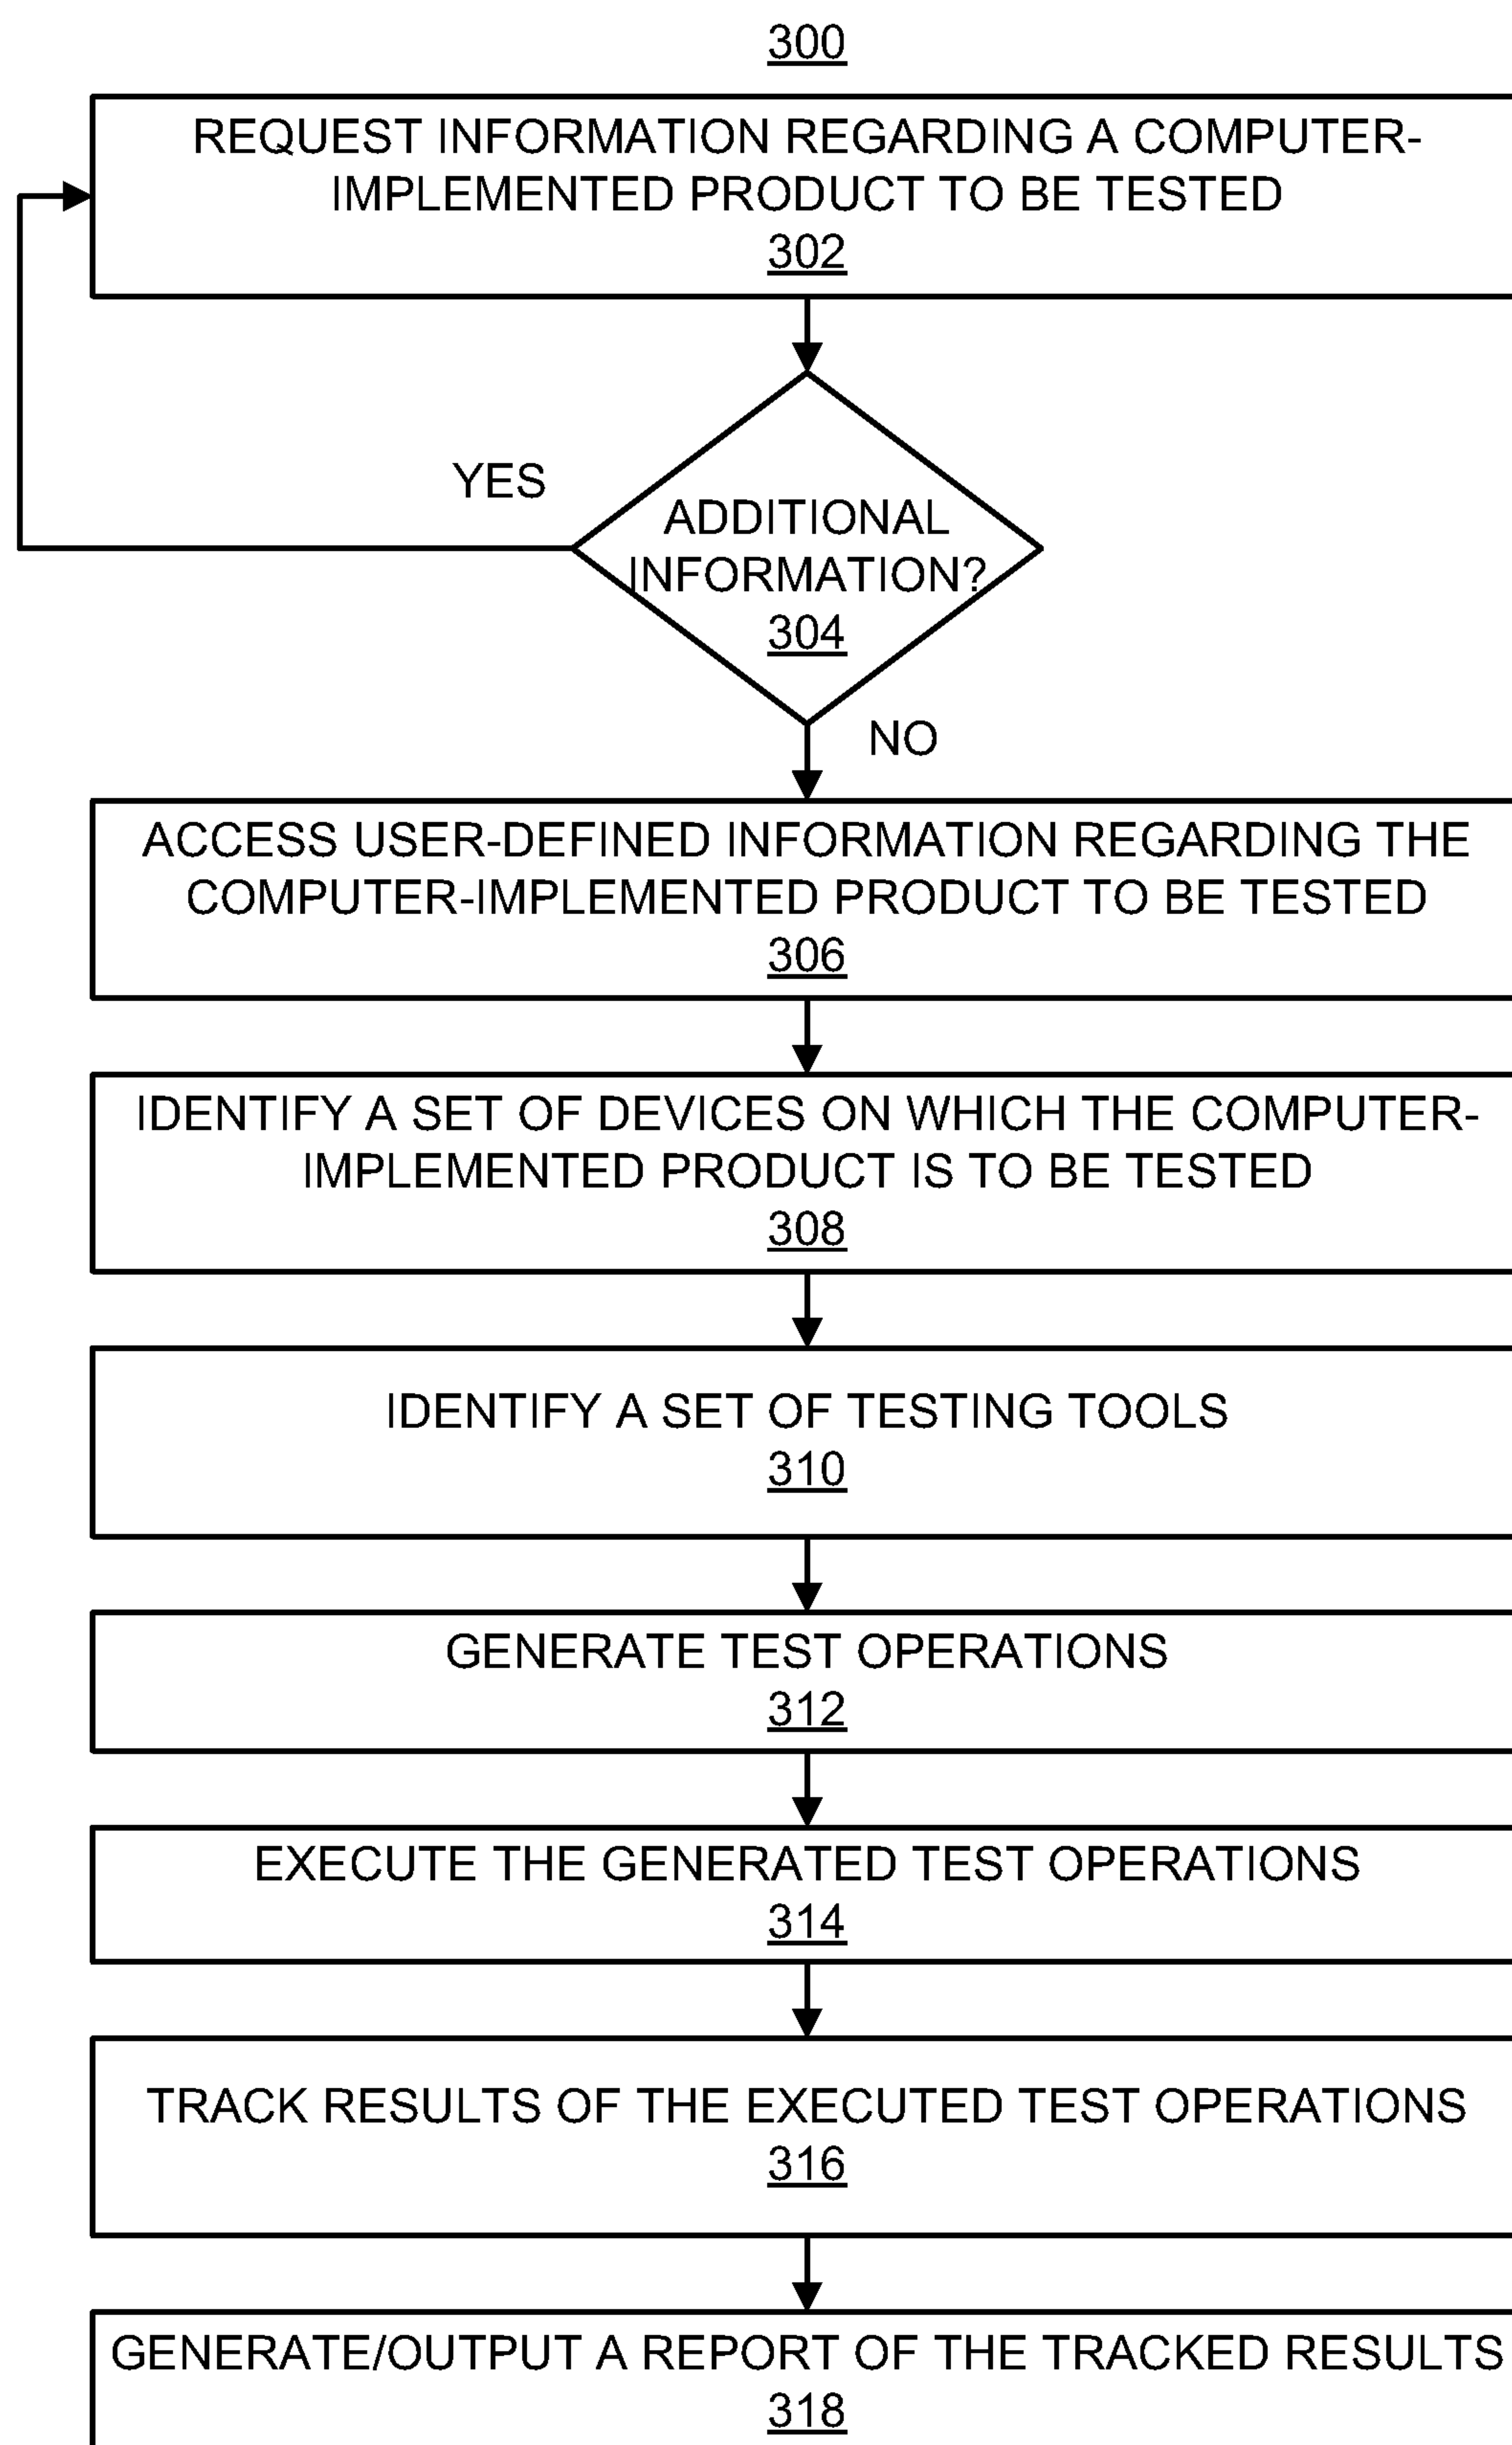 300
REQUEST INFORMATION REGARDING A COMPUTER-
IMPLEMENTED PRODUCT TO BE TESTED
302
YES
ADDITIONAL
INFORMATION?
304
NO
ACCESS USER-DEFINED INFORMATION REGARDING THE
COMPUTER-IMPLEMENTED PRODUCT TO BE TESTED
306
IDENTIFY A SET OF DEVICES ON WHICH THE COMPUTER-
IMPLEMENTED PRODUCT IS TO BE TESTED
308
IDENTIFY A SET OF TESTING TOOLS
310
GENERATE TEST OPERATIONS
312
EXECUTE THE GENERATED TEST OPERATIONS
314
TRACK RESULTS OF THE EXECUTED TEST OPERATIONS
316
GENERATE/OUTPUT A REPORT OF THE TRACKED RESULTS
318